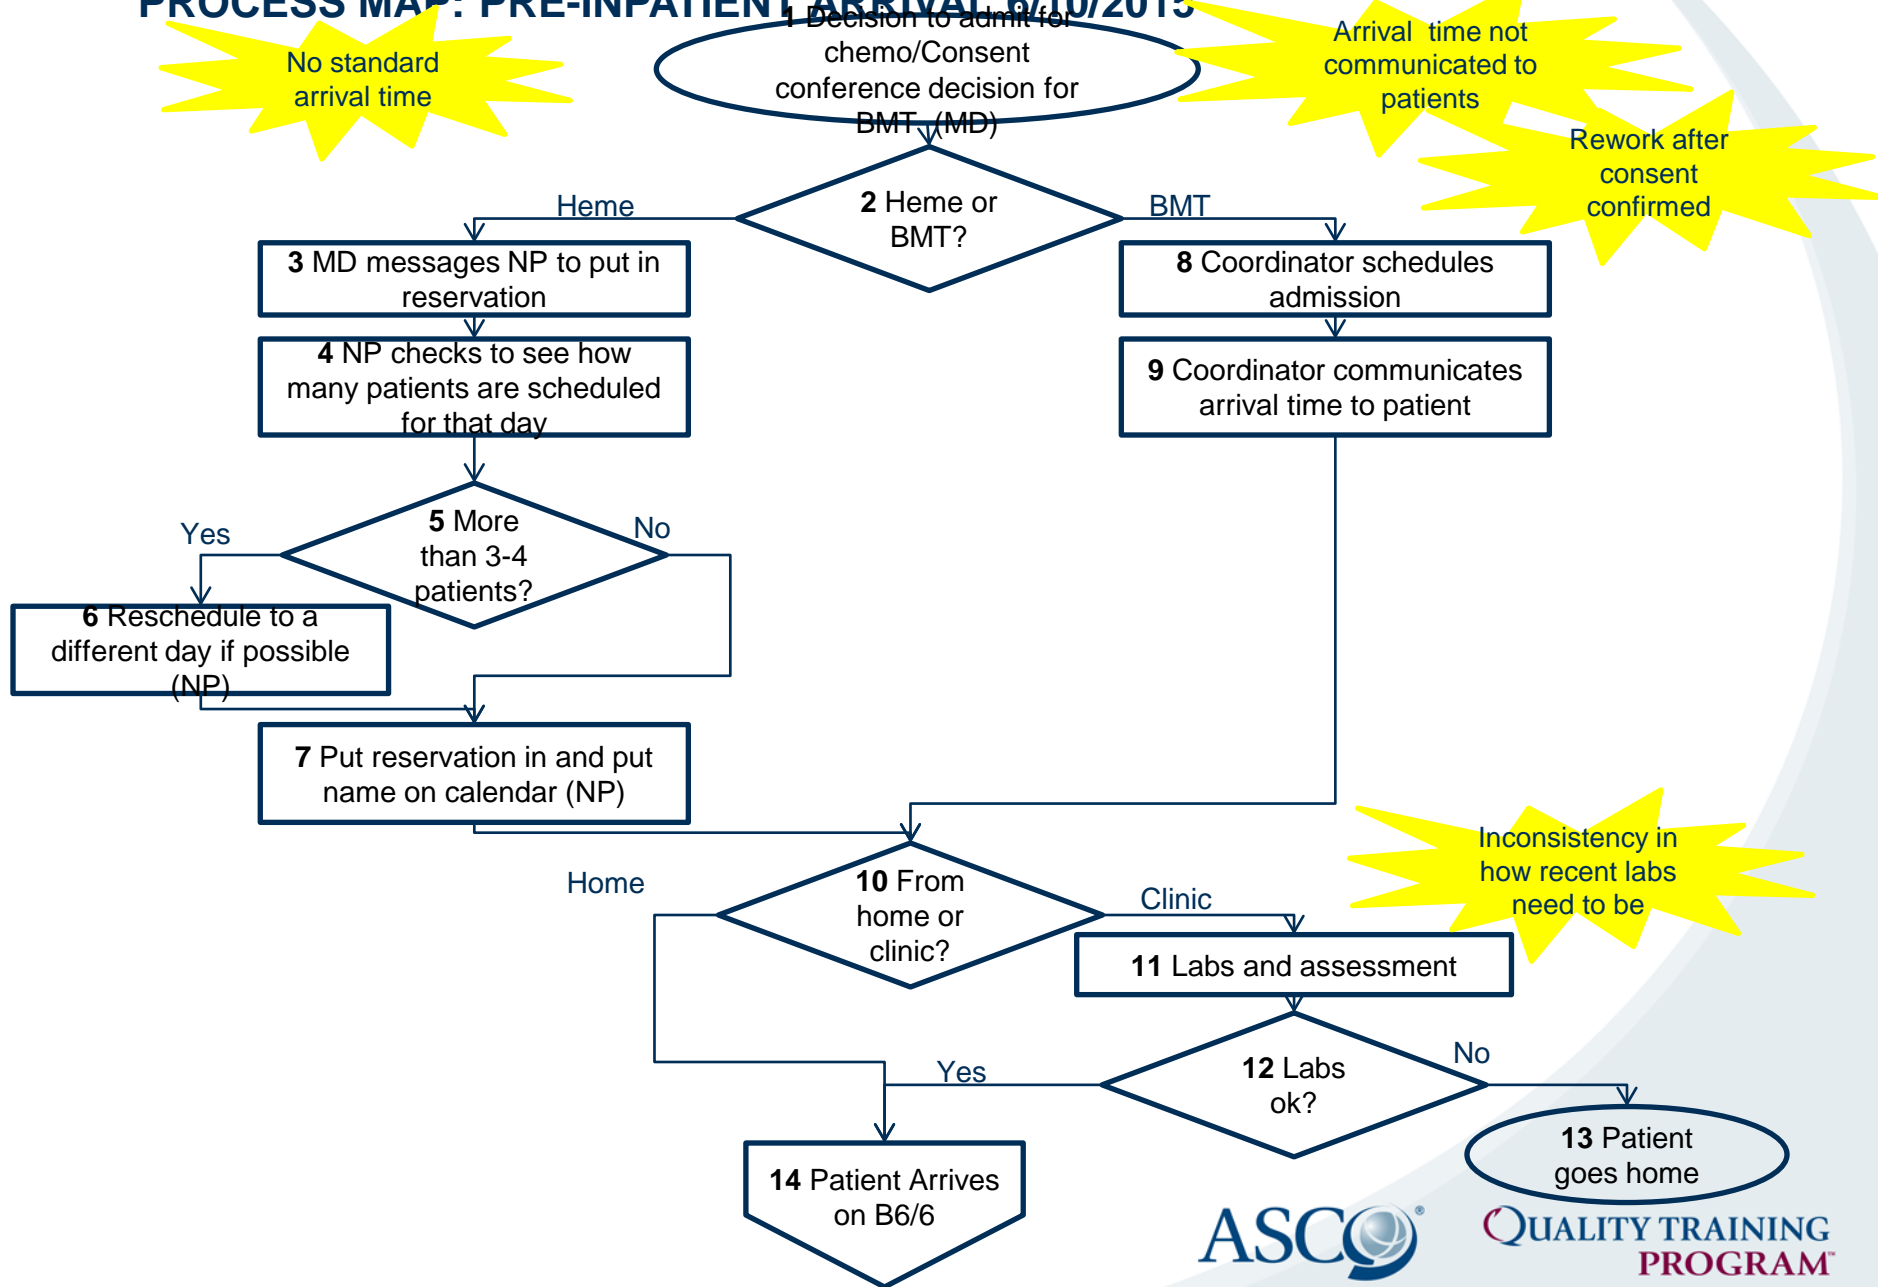 PROCESS MAP: PRE-INPATIENT ARRIVAL 6/10/2015
No standard
arrival time
1 Decision to admit for
chemo/Consent
conference decision for
BMT (MD)
Arrival time not
communicated to
patients
Rework after
consent
confirmed
Heme
2 Heme or
BMT?
BMT
3 MD messages NP to put in
reservation
8 Coordinator schedules
admission
4 NP checks to see how
many patients are scheduled
for that day
9 Coordinator communicates
arrival time to patient
Yes
5 More
than 3-4
patients?
No
6 Reschedule to a
different day if possible
(NP)
7 Put reservation in and put
name on calendar (NP)
Home
10 From
home or
clinic?
Clinic
Inconsistency in
how recent labs
need to be
11 Labs and assessment
Yes
12 Labs
ok?
No
13 Patient
goes home
14 Patient Arrives
on B6/6
ASCO®
QUALITY TRAINING
PROGRAM™